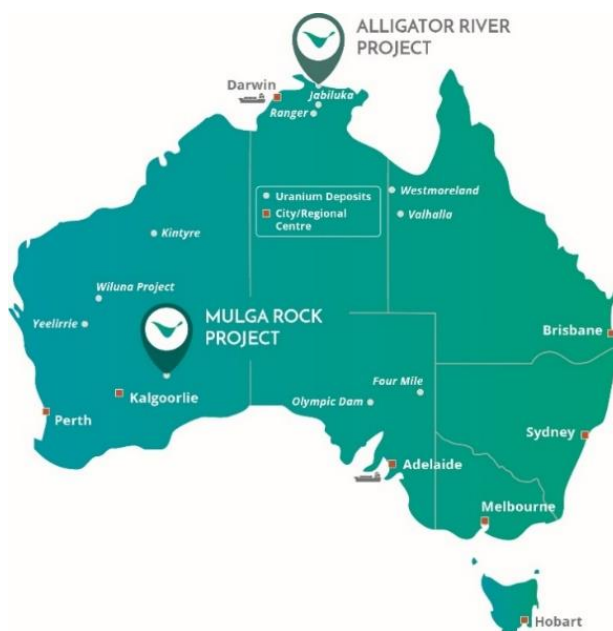 ALLIGATOR RIVER
PROJECT
Darwin
Jabiluka
Ranger
Westmoreland
Uranium Deposits
City/Regional
Centre
Valhalla
Kintyre
Wiluna Project
MULGA ROCK
PROJECT
Yeelirrie
Brisbane
Four Mile
Kalgoorlie
Olympic Dam
Perth
Sydney
Adelaide
Melbourne
Hobart